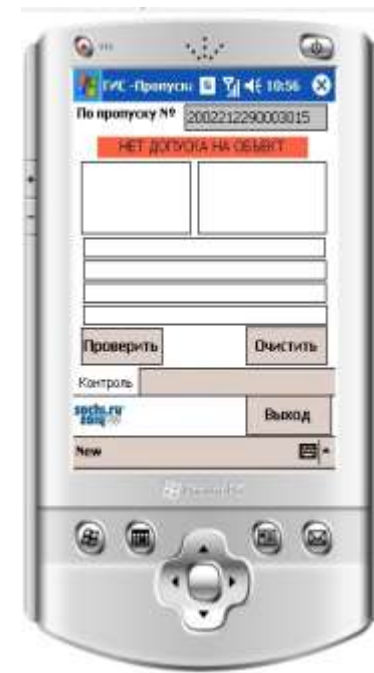 ГИС -Пропуск: 10:56
По пропуску № 2002212290003015
НЕТ ДОПУСКА НА ОБЪЕКТ
Проверить Очистить
Контроль
sochi.ru
2014
Выход
New